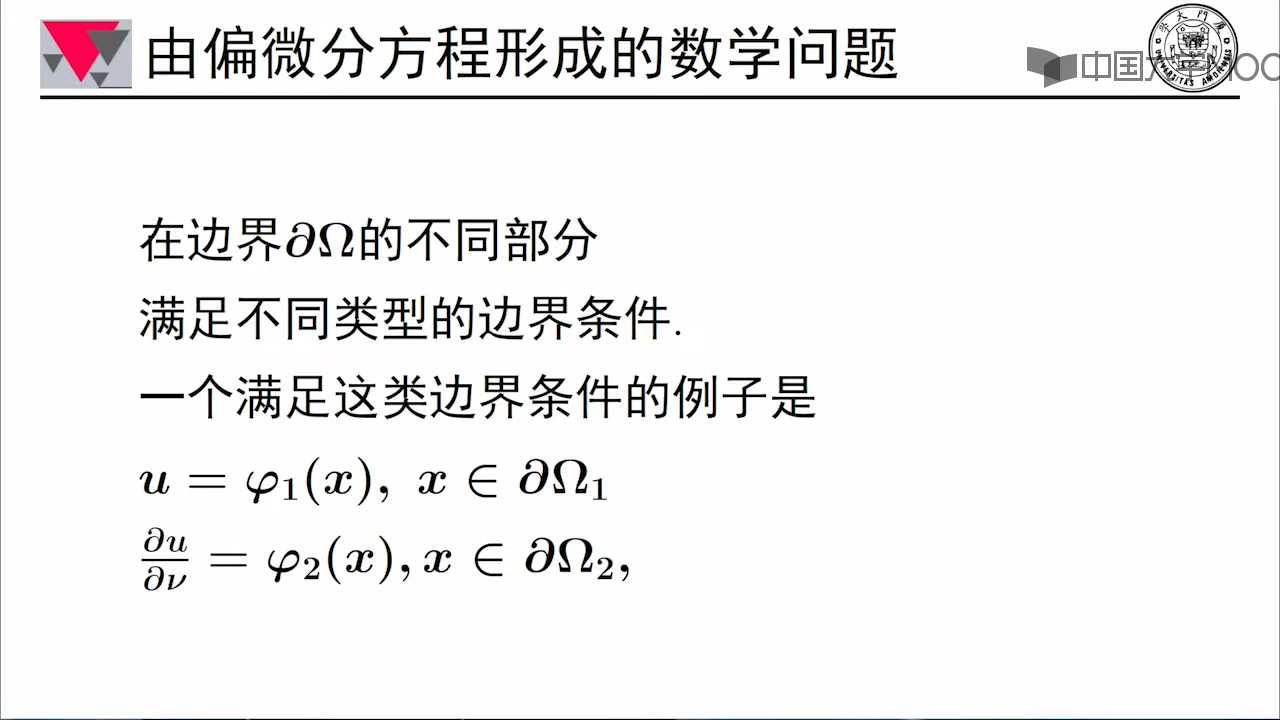 由偏微分方程形成的数学问题
中国大学MOOC
在边界∂Ω的不同部分
满足不同类型的边界条件.
一个满足这类边界条件的例子是
u = φ₁(x), x ∈ ∂Ω₁
∂u/∂ν = φ₂(x), x ∈ ∂Ω₂,